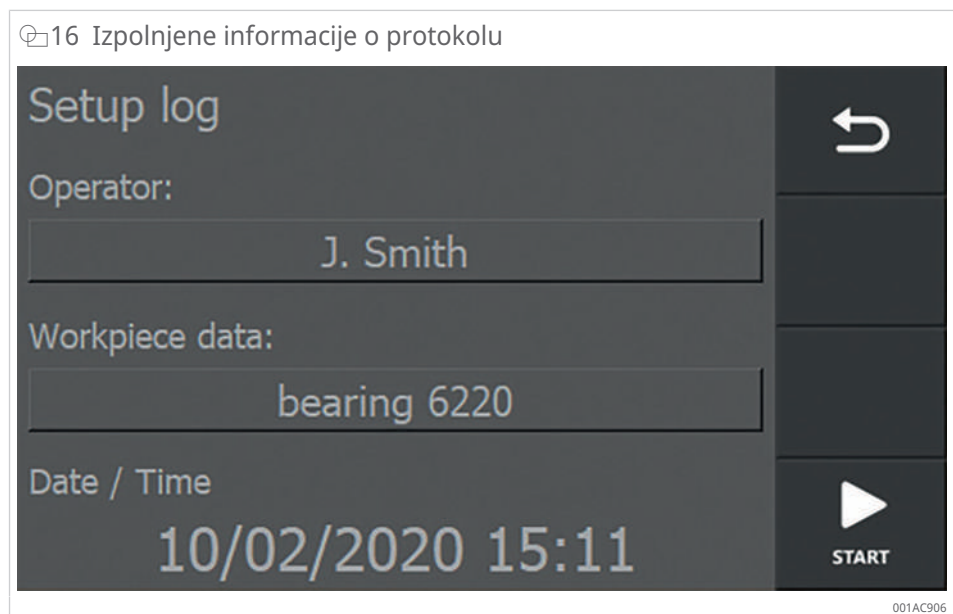 16 Izpolnjene informacije o protokolu
Setup log
Operator:
J. Smith
Workpiece data:
bearing 6220
Date / Time
10/02/2020 15:11
START
001AC906